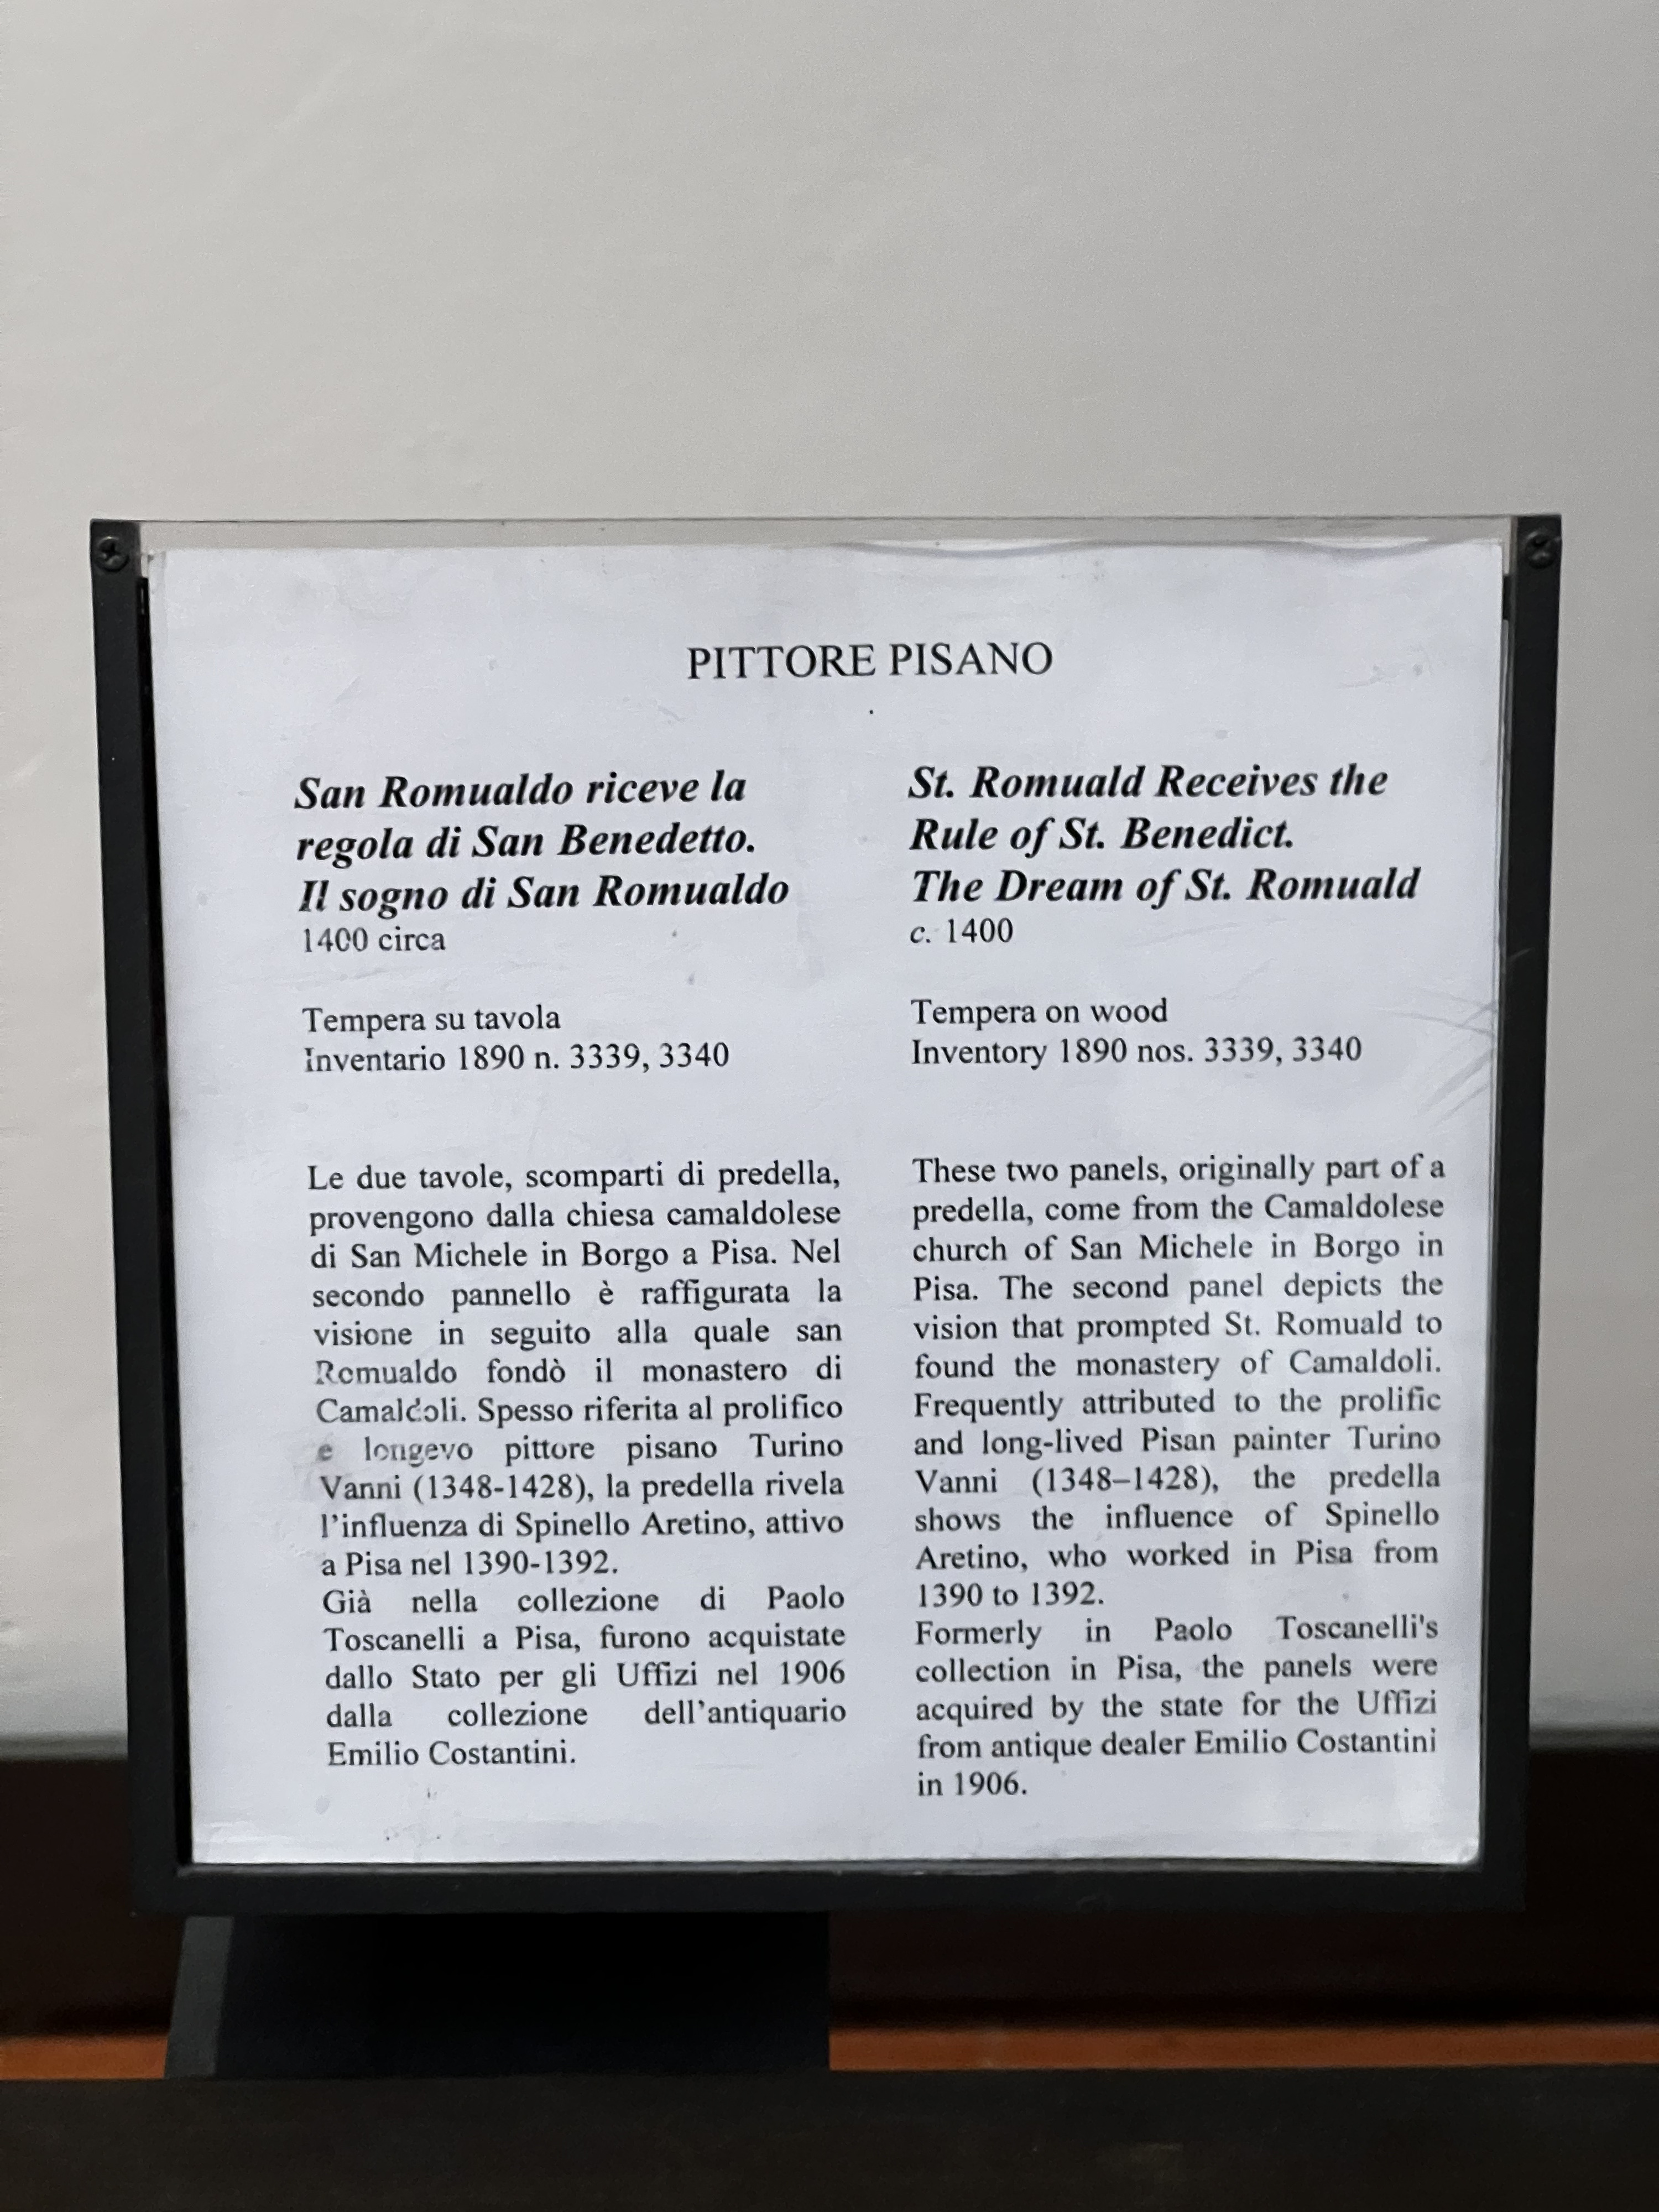 PITTORE PISANO
San Romualdo riceve la
regola di San Benedetto.
Il sogno di San Romualdo
1400 circa
Tempera su tavola
Inventario 1890 n. 3339, 3340
Le due tavole, scomparti di predella,
provengono dalla chiesa camaldolese
di San Michele in Borgo a Pisa. Nel
secondo pannello è raffigurata la
visione in seguito alla quale san
Romualdo fondò il monastero di
Camaldoli. Spesso riferita al prolifico
e longevo pittore pisano Turino
Vanni (1348-1428), la predella rivela
l'influenza di Spinello Aretino, attivo
a Pisa nel 1390-1392.
Già nella collezione di Paolo
Toscanelli a Pisa, furono acquistate
dallo Stato per gli Uffizi nel 1906
dalla collezione dell'antiquario
Emilio Costantini.
St. Romuald Receives the
Rule of St. Benedict.
The Dream of St. Romuald
c. 1400
Tempera on wood
Inventory 1890 nos. 3339, 3340
These two panels, originally part of a
predella, come from the Camaldolese
church of San Michele in Borgo in
Pisa. The second panel depicts the
vision that prompted St. Romuald to
found the monastery of Camaldoli.
Frequently attributed to the prolific
and long-lived Pisan painter Turino
Vanni (1348–1428), the predella
shows the influence of Spinello
Aretino, who worked in Pisa from
1390 to 1392.
Formerly in Paolo Toscanelli's
collection in Pisa, the panels were
acquired by the state for the Uffizi
from antique dealer Emilio Costantini
in 1906.